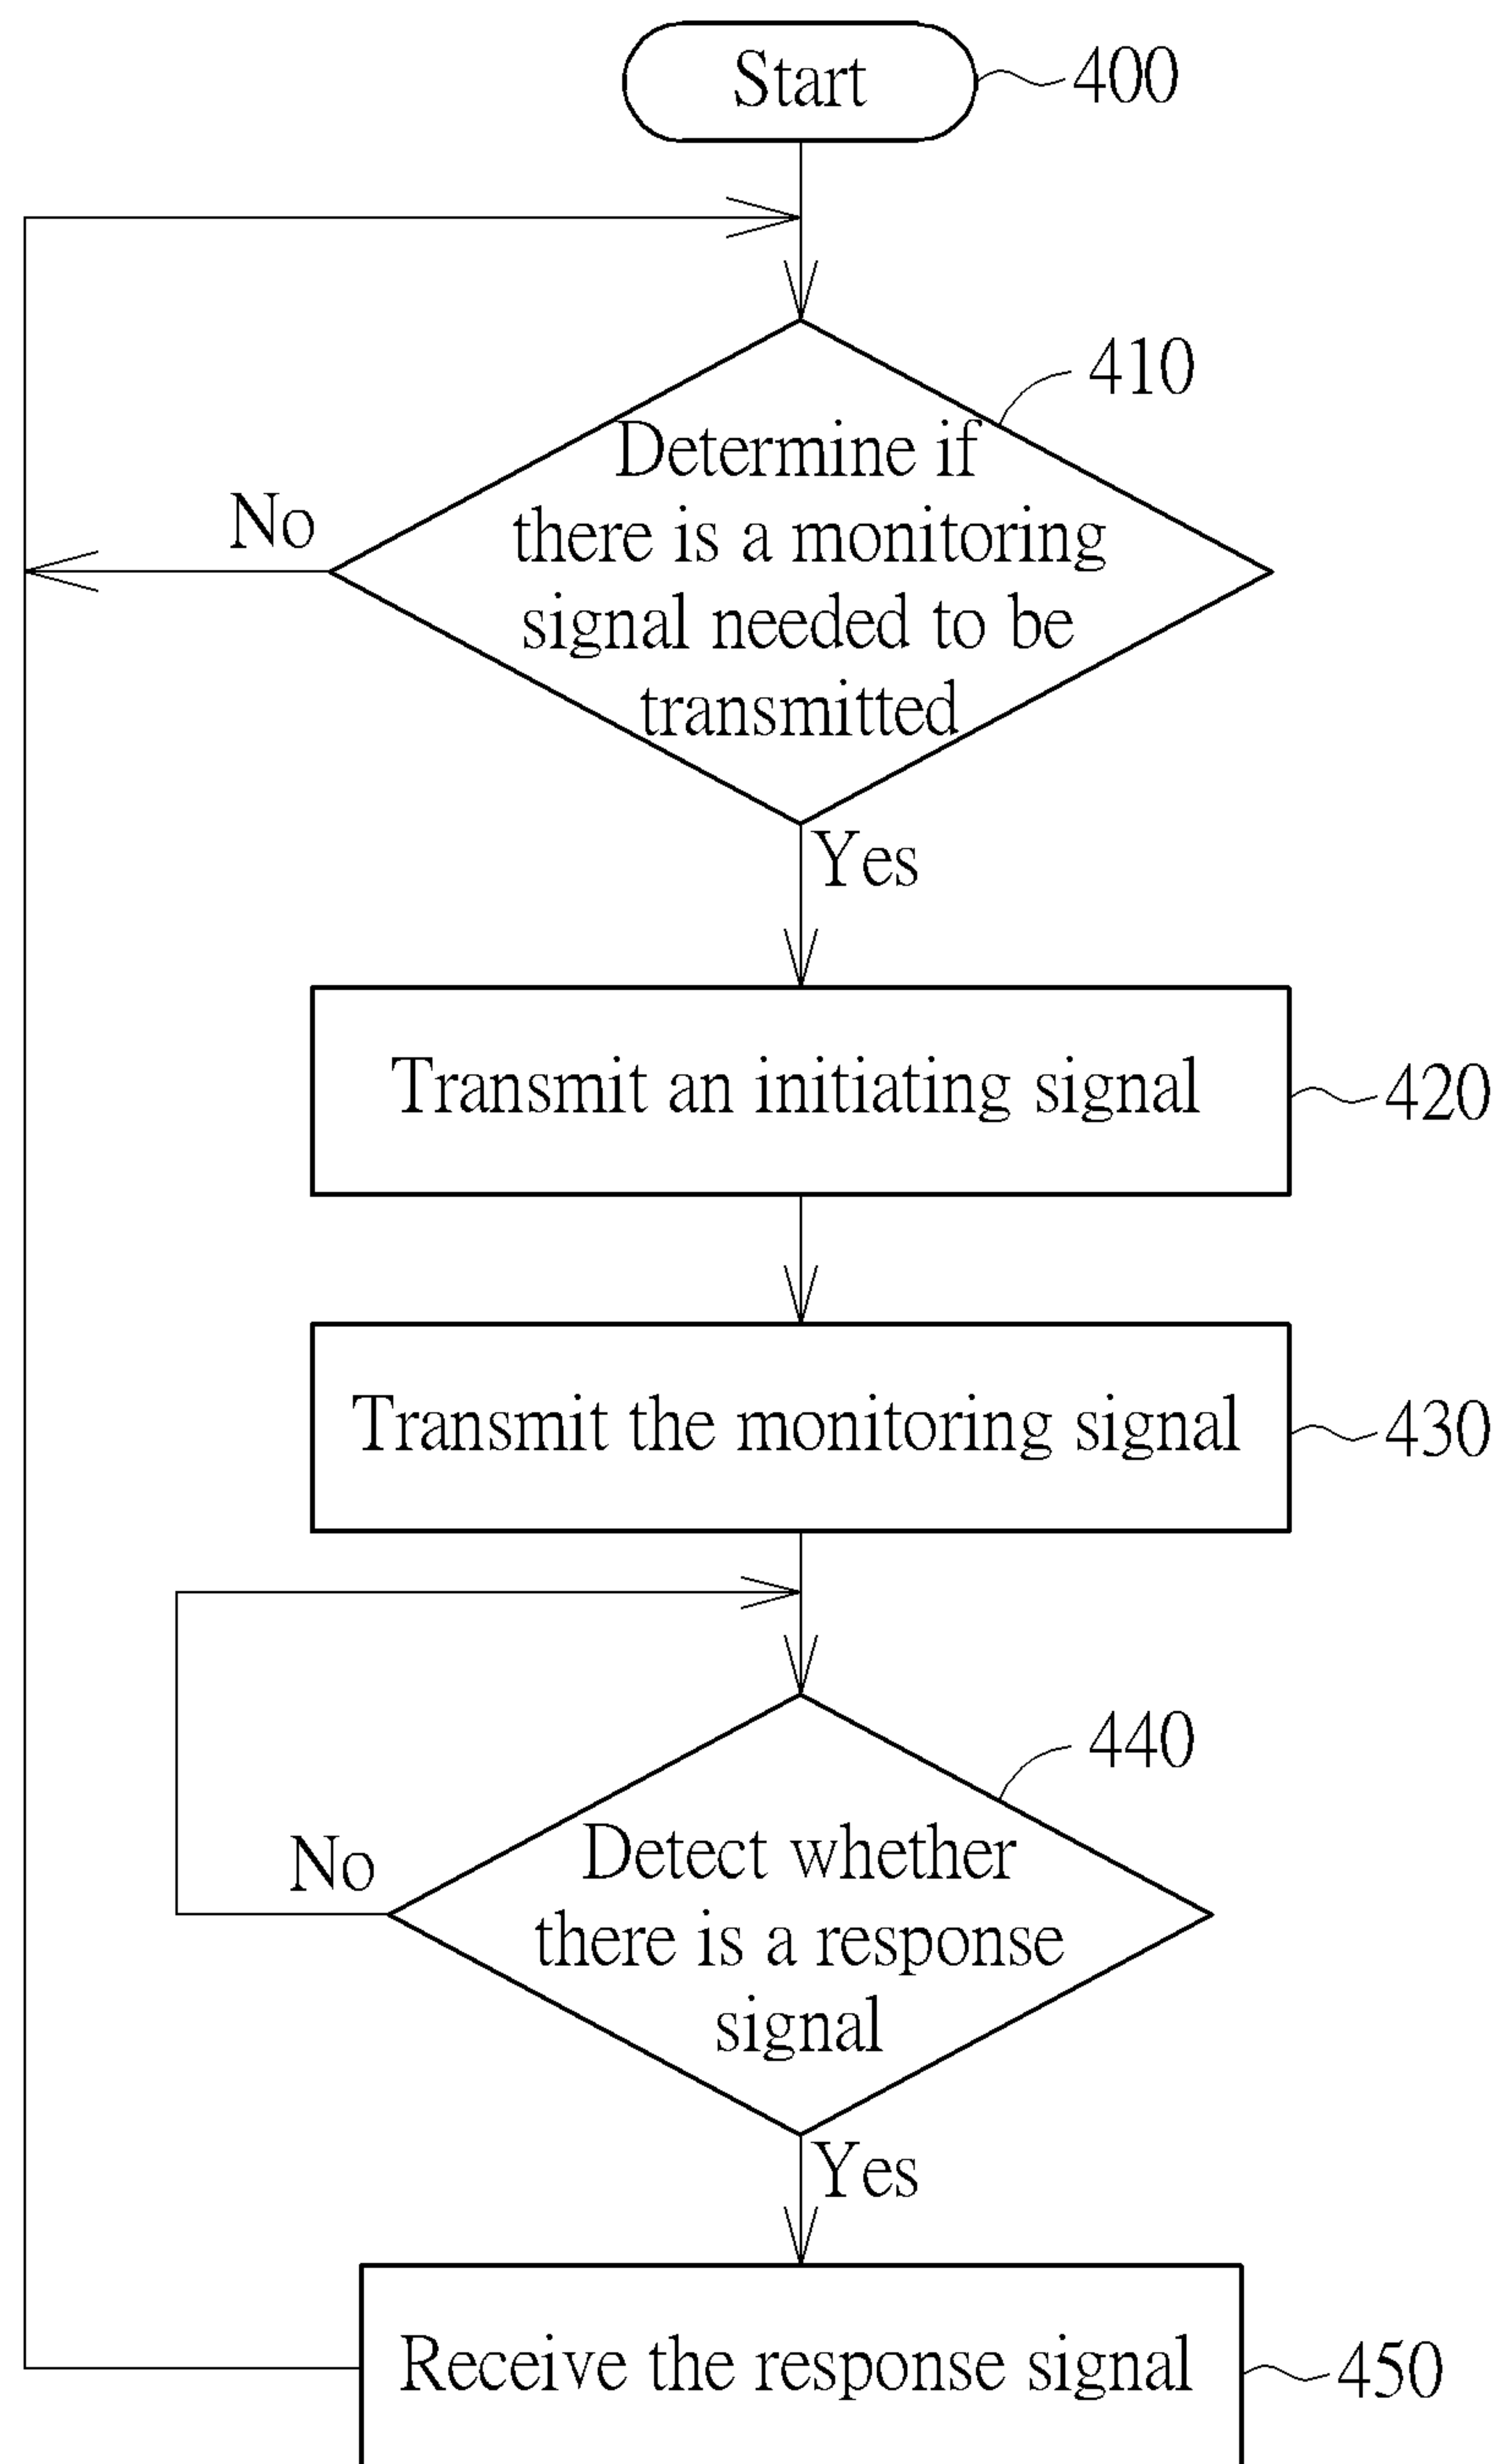 Start
400
410
Determine if
there is a monitoring
signal needed to be
transmitted
No
Yes
Transmit an initiating signal
420
Transmit the monitoring signal
430
440
Detect whether
there is a response
signal
No
Yes
Receive the response signal
450